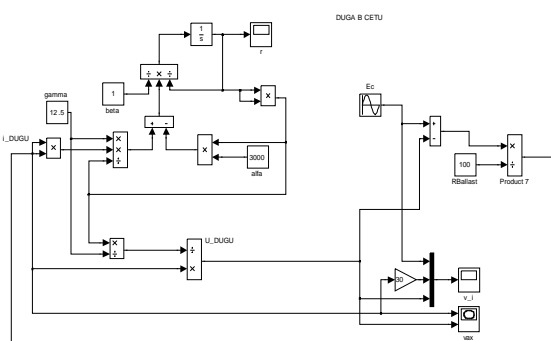 DUGA B CETU
1
s
r
÷ × ÷
1
beta
gamma
12 .5
Ec
i_DUGU
×
×
×
÷
+ -
×
×
3000
alfa
+
-
100
RBallast
×
÷
Product 7
×
÷
÷
×
U_DUGU
30
v_i
vax